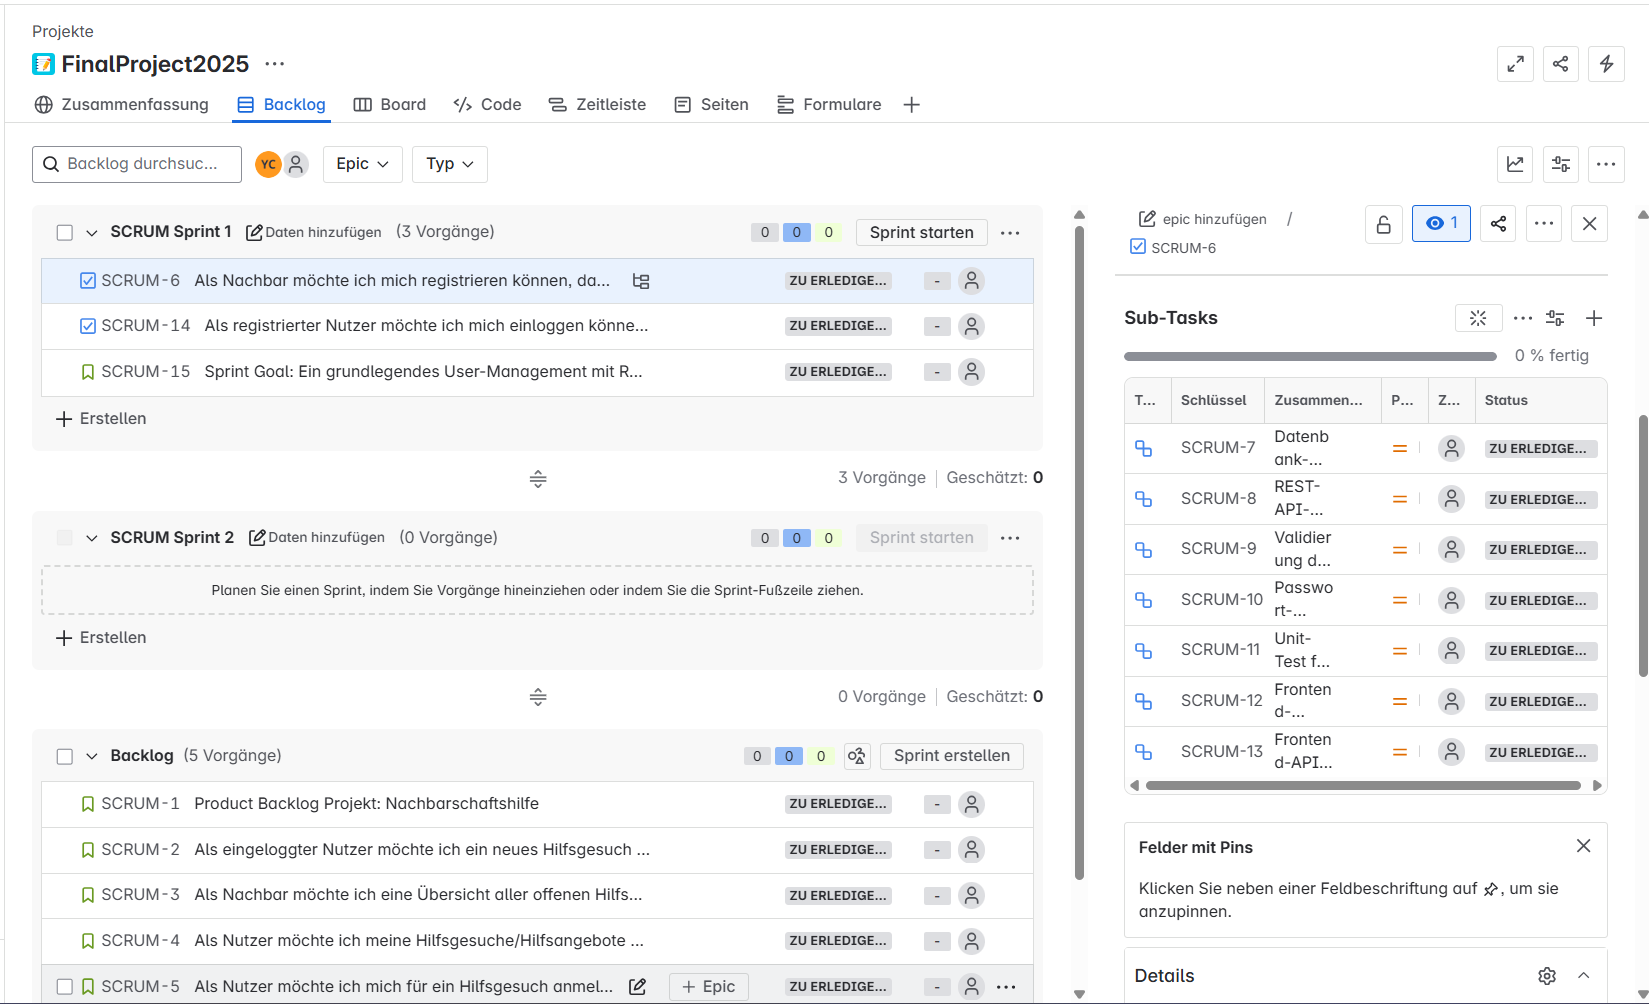 Projekte
FinalProject2025 ...
Zusammenfassung Backlog Board Code Zeitleiste Seiten Formulare
Backlog durchsuc... YC Epic Typ
SCRUM Sprint 1 Daten hinzufügen (3 Vorgänge) 0 0 0 Sprint starten ...
SCRUM-6 Als Nachbar möchte ich mich registrieren können, da... ZU ERLEDIGE... -
SCRUM-14 Als registrierter Nutzer möchte ich mich einloggen könne... ZU ERLEDIGE... -
SCRUM-15 Sprint Goal: Ein grundlegendes User-Management mit R... ZU ERLEDIGE... -
+ Erstellen
3 Vorgänge Geschätzt: 0
SCRUM Sprint 2 Daten hinzufügen (0 Vorgänge) 0 0 0 Sprint starten ...
Planen Sie einen Sprint, indem Sie Vorgänge hineinziehen oder indem Sie die Sprint-Fußzeile ziehen.
+ Erstellen
0 Vorgänge Geschätzt: 0
Backlog (5 Vorgänge) 0 0 0 Sprint erstellen
SCRUM-1 Product Backlog Projekt: Nachbarschaftshilfe ZU ERLEDIGE... -
SCRUM-2 Als eingeloggter Nutzer möchte ich ein neues Hilfsgesuch ... ZU ERLEDIGE... -
SCRUM-3 Als Nachbar möchte ich eine Übersicht aller offenen Hilfs... ZU ERLEDIGE... -
SCRUM-4 Als Nutzer möchte ich meine Hilfsgesuche/Hilfsangebote ... ZU ERLEDIGE... -
SCRUM-5 Als Nutzer möchte ich mich für ein Hilfsgesuch anmel... + Epic ZU ERLEDIGE... - ...
epic hinzufügen /
SCRUM-6
1
Sub-Tasks
0 % fertig
T... Schlüssel Zusammen... P... Z... Status
SCRUM-7 Datenb
ank-... ZU ERLEDIGE...
SCRUM-8 REST-
API-... ZU ERLEDIGE...
SCRUM-9 Validier
ung d... ZU ERLEDIGE...
SCRUM-10 Passwo
rt-... ZU ERLEDIGE...
SCRUM-11 Unit-
Test f... ZU ERLEDIGE...
SCRUM-12 Fronten
d-... ZU ERLEDIGE...
SCRUM-13 Fronten
d-API... ZU ERLEDIGE...
Felder mit Pins
Klicken Sie neben einer Feldbeschriftung auf , um sie
anzupinnen.
Details